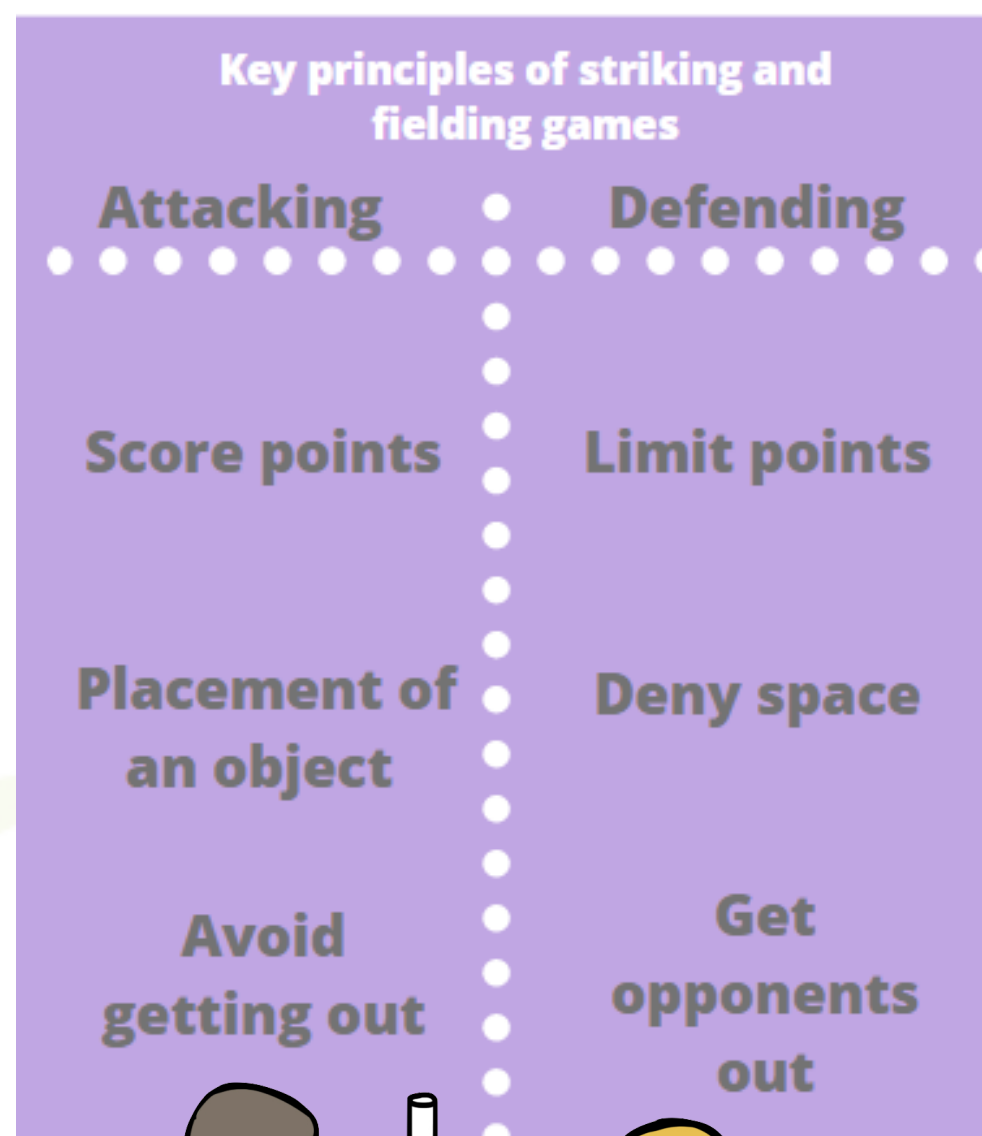 Key principles of striking and
fielding games
Attacking
Defending
Score points
Limit points
Placement of
an object
Deny space
Avoid
getting out
Get
opponents
out